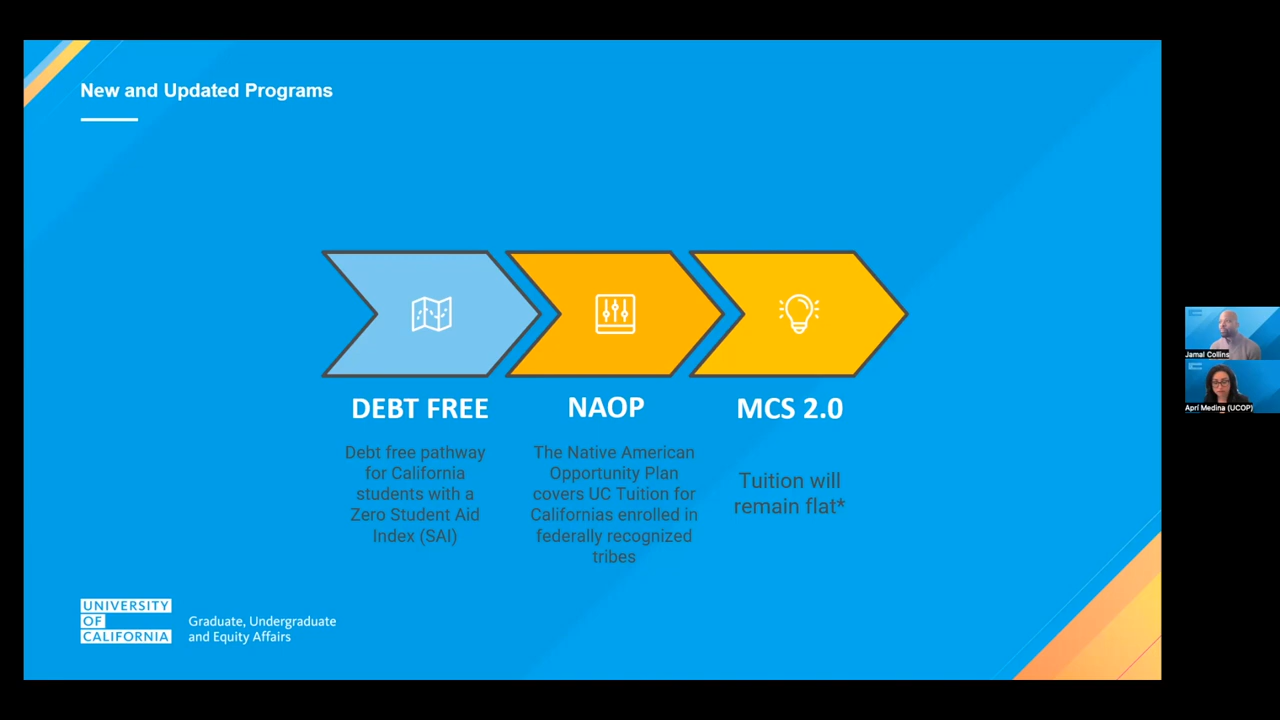 New and Updated Programs
DEBT FREE
Debt free pathway
for California
students with a
Zero Student Aid
Index (SAI)
NAOP
The Native American
Opportunity Plan
covers UC Tuition for
Californias enrolled in
federally recognized
tribes
MCS 2.0
Tuition will
remain flat*
UNIVERSITY
OF
CALIFORNIA
Graduate, Undergraduate
and Equity Affairs
Jamal Collins
Aprí Medina (UCOP)